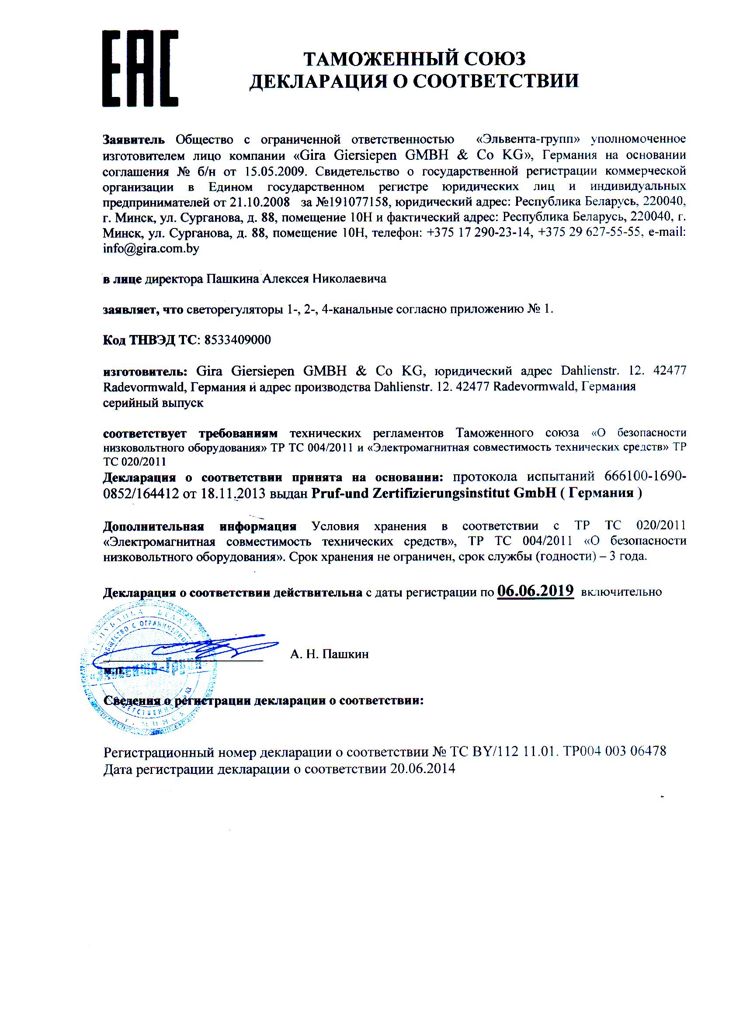 EAC
ТАМОЖЕННЫЙ СОЮЗ
ДЕКЛАРАЦИЯ О СООТВЕТСТВИИ
Заявитель Общество с ограниченной ответственностью «Эльвента-групп» уполномоченное
изготовителем лицо компании «Gira Giersiepen GMBH & Co KG», Германия на основании
соглашения № б/н от 15.05.2009. Свидетельство о государственной регистрации коммерческой
организации в Едином государственном регистре юридических лиц и индивидуальных
предпринимателей от 21.10.2008 за №191077158, юридический адрес: Республика Беларусь, 220040,
г. Минск, ул. Сурганова, д. 88, помещение 10Н и фактический адрес: Республика Беларусь, 220040, г.
Минск, ул. Сурганова, д. 88, помещение 10Н, телефон: +375 17 290-23-14, +375 29 627-55-55, e-mail:
info@gira.com.by
в лице директора Пашкина Алексея Николаевича
заявляет, что светорегуляторы 1-, 2-, 4-канальные согласно приложению № 1.
Код ТНВЭД ТС: 8533409000
изготовитель: Gira Giersiepen GMBH & Co KG, юридический адрес Dahlienstr. 12. 42477
Radevormwald, Германия и адрес производства Dahlienstr. 12. 42477 Radevormwald, Германия
серийный выпуск
соответствует требованиям технических регламентов Таможенного союза «О безопасности
низковольтного оборудования» ТР ТС 004/2011 и «Электромагнитная совместимость технических средств» ТР
ТС 020/2011
Декларация о соответствии принята на основании: протокола испытаний 666100-1690-
0852/164412 от 18.11.2013 выдан Pruf-und Zertifizierungsinstitut GmbH ( Германия )
Дополнительная информация Условия хранения в соответствии с ТР ТС 020/2011
«Электромагнитная совместимость технических средств», ТР ТС 004/2011 «О безопасности
низковольтного оборудования». Срок хранения не ограничен, срок службы (годности) – 3 года.
Декларация о соответствии действительна с даты регистрации по 06.06.2019 включительно
А. Н. Пашкин
М.П.
Сведения о регистрации декларации о соответствии:
Регистрационный номер декларации о соответствии № ТС BY/112 11.01. ТР004 003 06478
Дата регистрации декларации о соответствии 20.06.2014